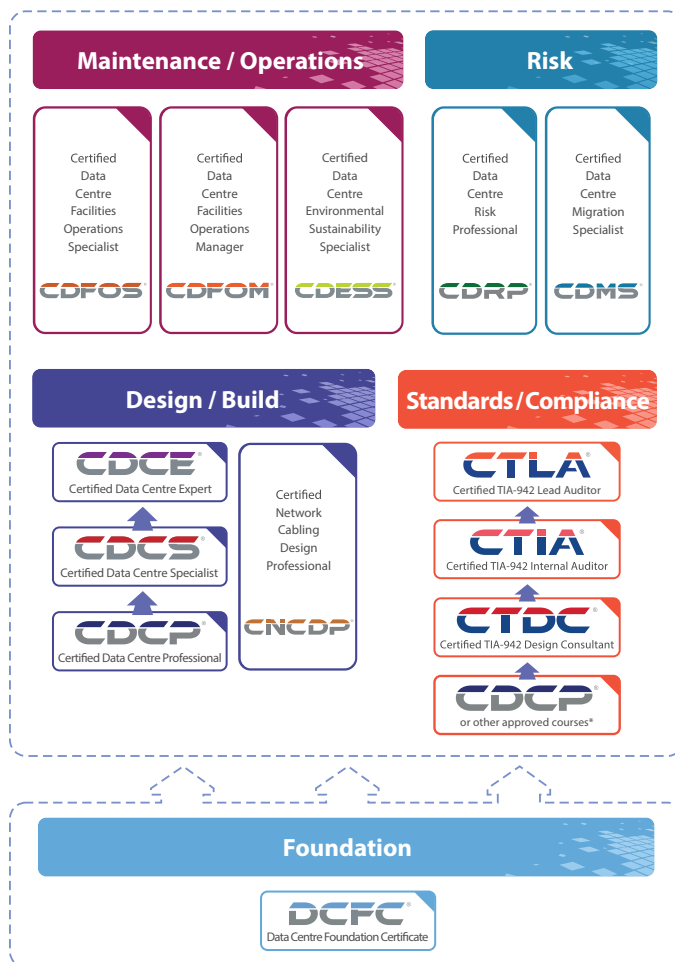 Maintenance / Operations
Certified
Data
Centre
Facilities
Operations
Specialist
CDFOS®
Certified
Data
Centre
Facilities
Operations
Manager
CDFOM®
Certified
Data
Centre
Environmental
Sustainability
Specialist
CDESS®
Risk
Certified
Data
Centre
Risk
Professional
CDRP®
Certified
Data
Centre
Migration
Specialist
CDMS®
Design / Build
CDCE®
Certified Data Centre Expert
CDCS®
Certified Data Centre Specialist
CDCP®
Certified Data Centre Professional
Certified
Network
Cabling
Design
Professional
CNCDP®
Standards / Compliance
CTLA®
Certified TIA-942 Lead Auditor
CTIA®
Certified TIA-942 Internal Auditor
CTDC®
Certified TIA-942 Design Consultant
CDCP®
or other approved courses*
Foundation
DCFC®
Data Centre Foundation Certificate